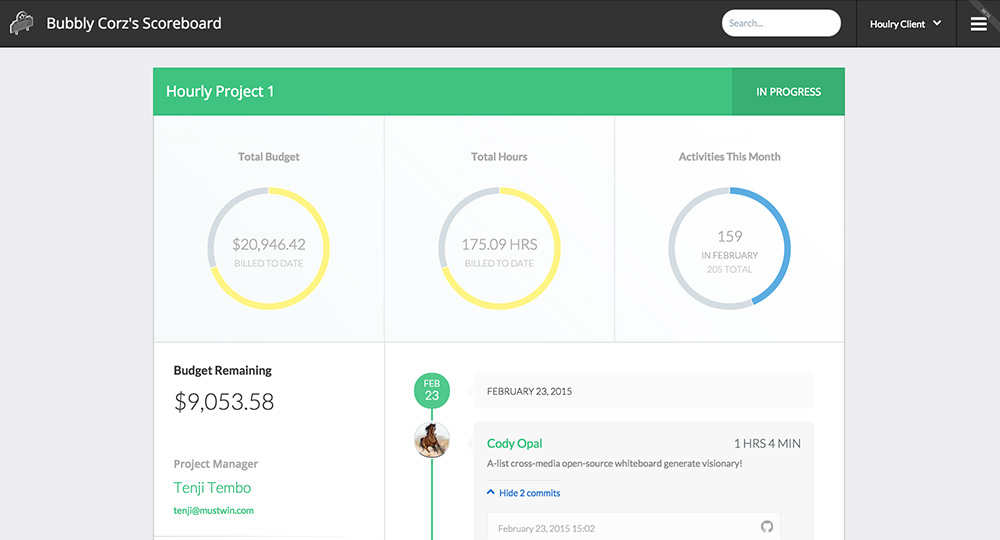 Bubbly Corz's Scoreboard
Search...
Houlry Client
BETA
Hourly Project 1
IN PROGRESS
Total Budget
$20,946.42
BILLED TO DATE
Total Hours
175.09 HRS
BILLED TO DATE
Activities This Month
159
IN FEBRUARY
205 TOTAL
Budget Remaining
$9,053.58
Project Manager
Tenji Tembo
tenji@mustwin.com
FEB
23
FEBRUARY 23, 2015
Cody Opal
1 HRS 4 MIN
A-list cross-media open-source whiteboard generate visionary!
Hide 2 commits
February 23, 2015 15:02